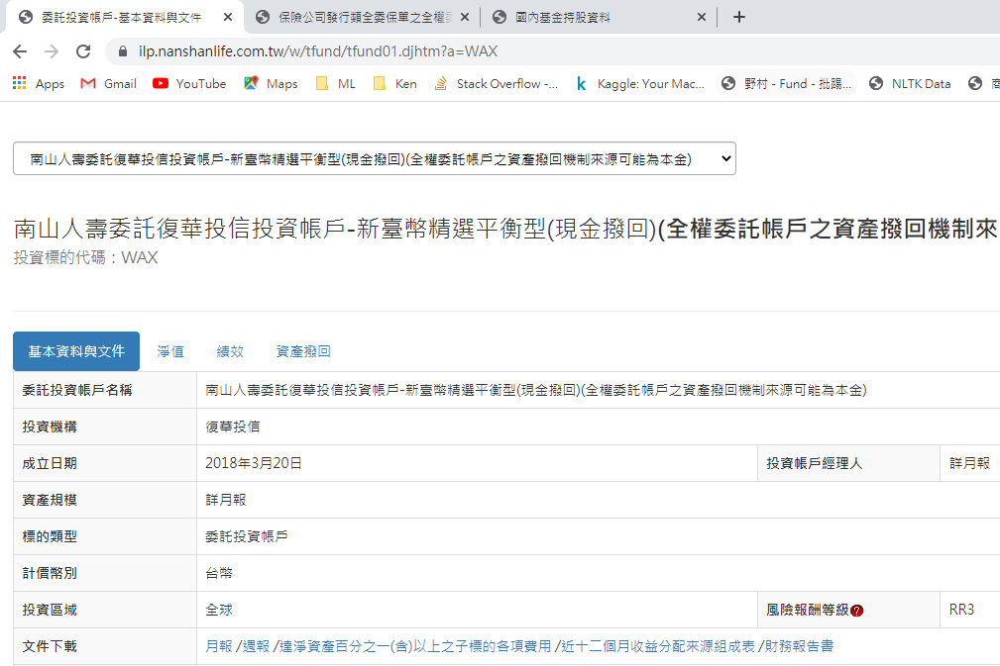 委託投資帳戶-基本資料與文件
保險公司發行類全委保單之全權
國內基金持股資料
ilp.nanshanlife.com.tw/w/tfund/tfund01.djhtm?a=WAX
Apps Gmail YouTube Maps ML Ken Stack Overflow -... Kaggle: Your Mac... 野村 - Fund - 批踢... NLTK Data 商
南山人壽委託復華投信投資帳戶-新臺幣精選平衡型(現金撥回)(全權委託帳戶之資產撥回機制來源可能為本金)
南山人壽委託復華投信投資帳戶-新臺幣精選平衡型(現金撥回)(全權委託帳戶之資產撥回機制來
投資標的代碼：WAX
基本資料與文件 淨值 績效 資產撥回
委託投資帳戶名稱 南山人壽委託復華投信投資帳戶-新臺幣精選平衡型(現金撥回)(全權委託帳戶之資產撥回機制來源可能為本金)
投資機構 復華投信
成立日期 2018年3月20日 投資帳戶經理人 詳月報
資產規模 詳月報
標的類型 委託投資帳戶
計價幣別 台幣
投資區域 全球 風險報酬等級? RR3
文件下載 月報 /週報 /達淨資產百分之一(含)以上之子標的各項費用 /近十二個月收益分配來源組成表 /財務報告書